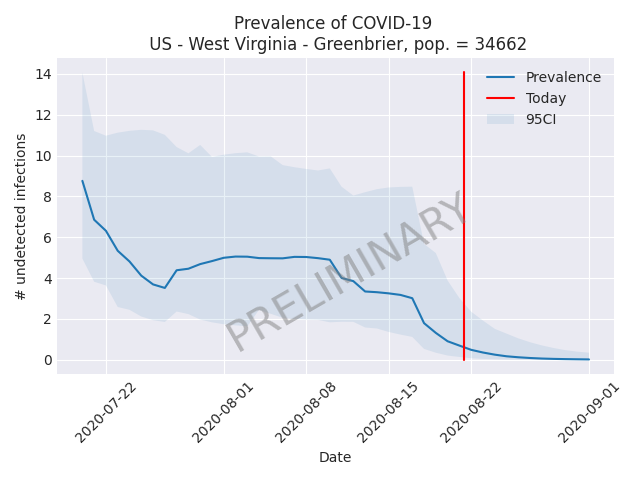 Prevalence of COVID-19
US - West Virginia - Greenbrier, pop. = 34662
14
12
10
8
6
4
2
0
# undetected infections
Prevalence
Today
95CI
PRELIMINARY
2020-07-22
2020-08-01
2020-08-08
2020-08-15
2020-08-22
2020-09-01
Date